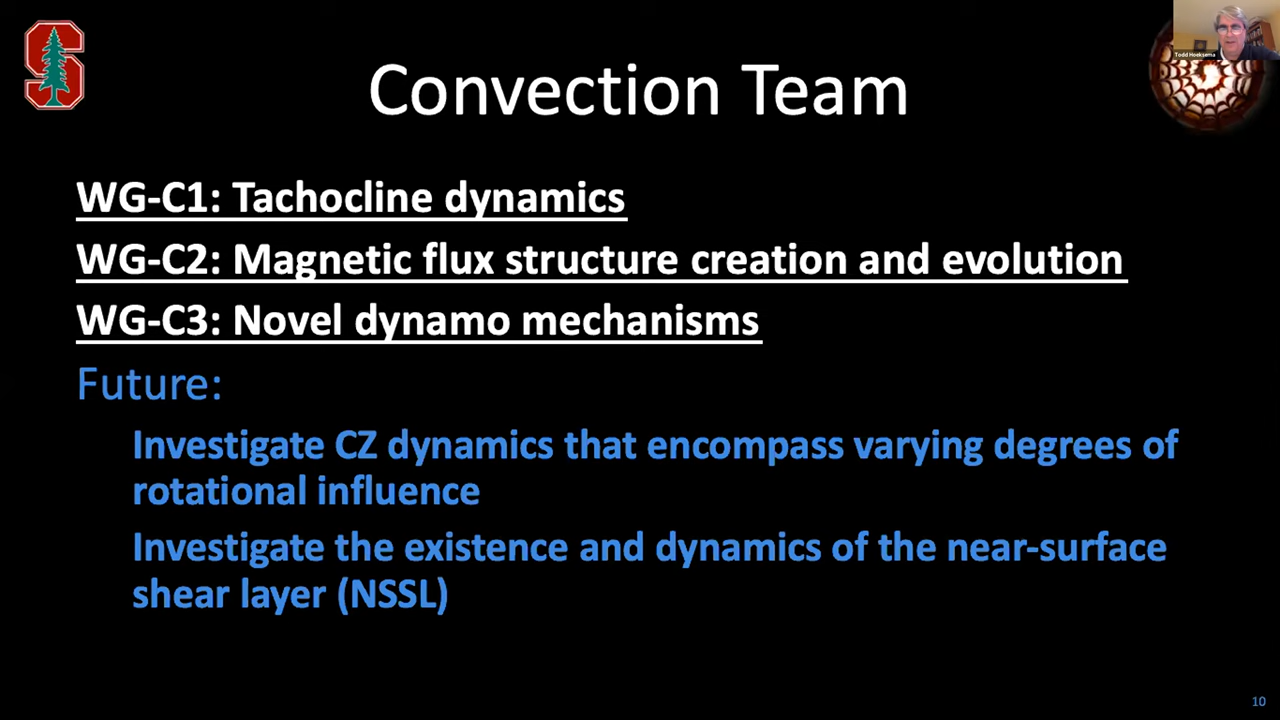 Todd Hoeksema
Convection Team
WG-C1: Tachocline dynamics
WG-C2: Magnetic flux structure creation and evolution
WG-C3: Novel dynamo mechanisms
Future:
Investigate CZ dynamics that encompass varying degrees of
rotational influence
Investigate the existence and dynamics of the near-surface
shear layer (NSSL)
10